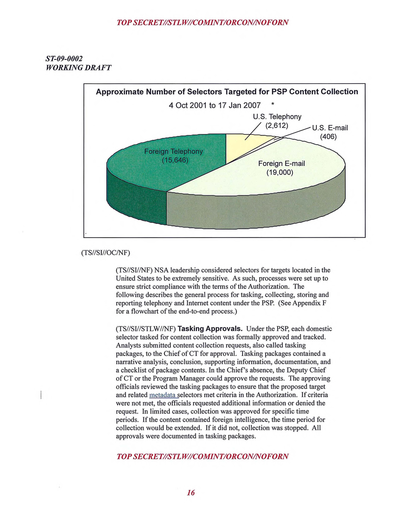 TOP SECRET//STLW//COMINT/ORCON/NOFORN
ST-09-0002
WORKING DRAFT
Approximate Number of Selectors Targeted for PSP Content Collection
4 Oct 2001 to 17 Jan 2007 *
U.S. Telephony
(2,612)
U.S. E-mail
(406)
Foreign Telephony
(15,646)
Foreign E-mail
(19,000)
(TS//SI//OC/NF)
(TS//SI//NF) NSA leadership considered selectors for targets located in the
United States to be extremely sensitive. As such, processes were set up to
ensure strict compliance with the terms of the Authorization. The
following describes the general process for tasking, collecting, storing and
reporting telephony and Internet content under the PSP. (See Appendix F
for a flowchart of the end-to-end process.)
(TS//SI//STLW//NF) Tasking Approvals. Under the PSP, each domestic
selector tasked for content collection was formally approved and tracked.
Analysts submitted content collection requests, also called tasking
packages, to the Chief of CT for approval. Tasking packages contained a
narrative analysis, conclusion, supporting information, documentation, and
a checklist of package contents. In the Chief's absence, the Deputy Chief
of CT or the Program Manager could approve the requests. The approving
officials reviewed the tasking packages to ensure that the proposed target
and related metadata selectors met criteria in the Authorization. If criteria
were not met, the officials requested additional information or denied the
request. In limited cases, collection was approved for specific time
periods. If the content contained foreign intelligence, the time period for
collection would be extended. If it did not, collection was stopped. All
approvals were documented in tasking packages.
TOP SECRET//STLW//COMINT/ORCON/NOFORN
16